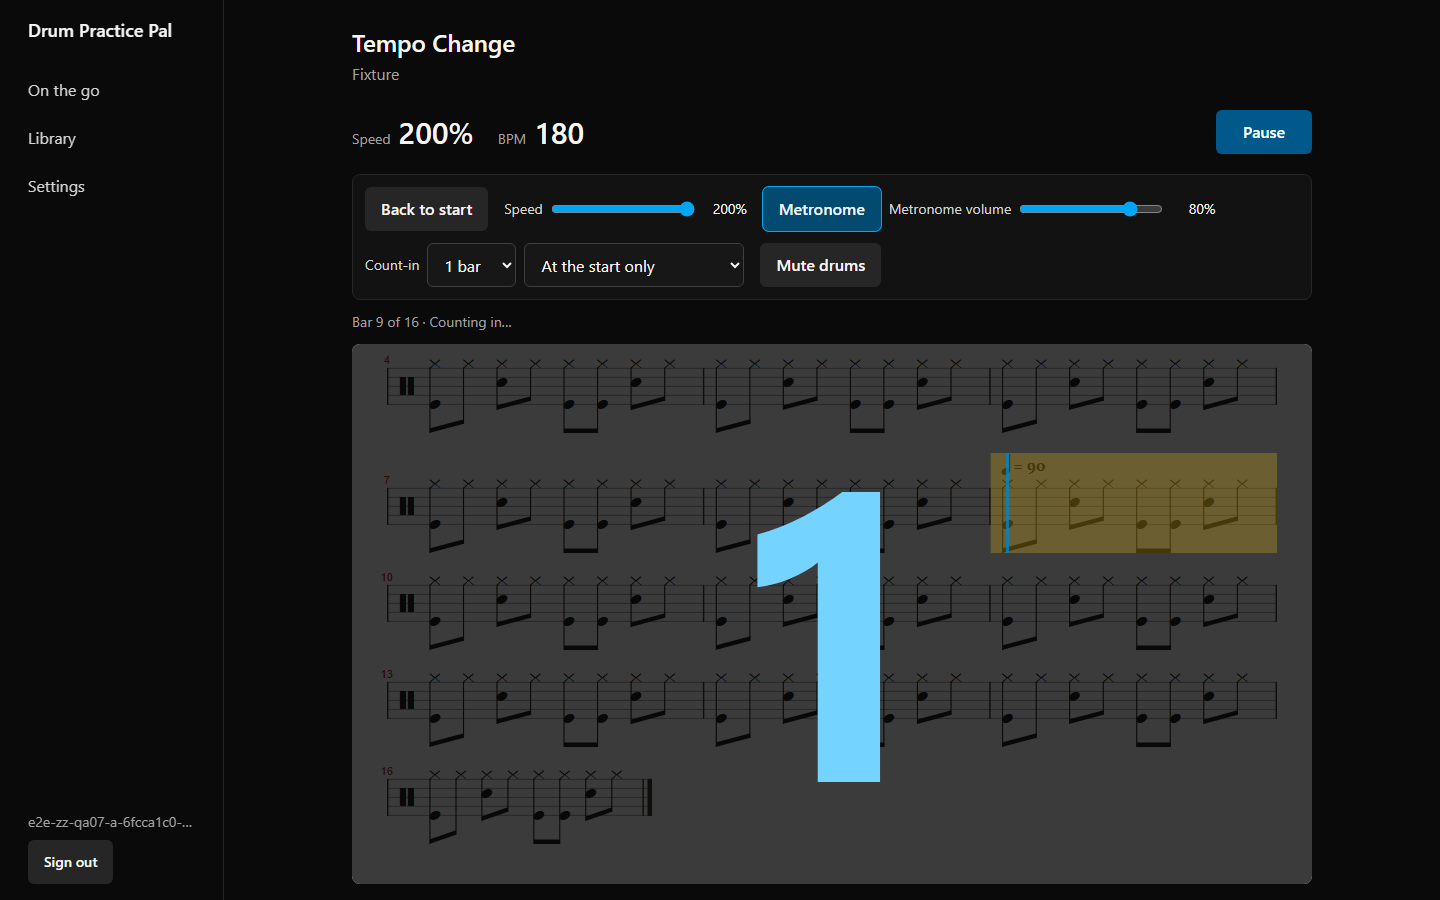 Drum Practice Pal
On the go
Library
Settings
e2e-zz-qa07-a-6fcca1c0-...
Sign out
Tempo Change
Fixture
Speed 200% BPM 180
Pause
Back to start Speed 200% Metronome Metronome volume 80%
Count-in 1 bar At the start only Mute drums
Bar 9 of 16 · Counting in...
4
7
= 90
1
10
13
16